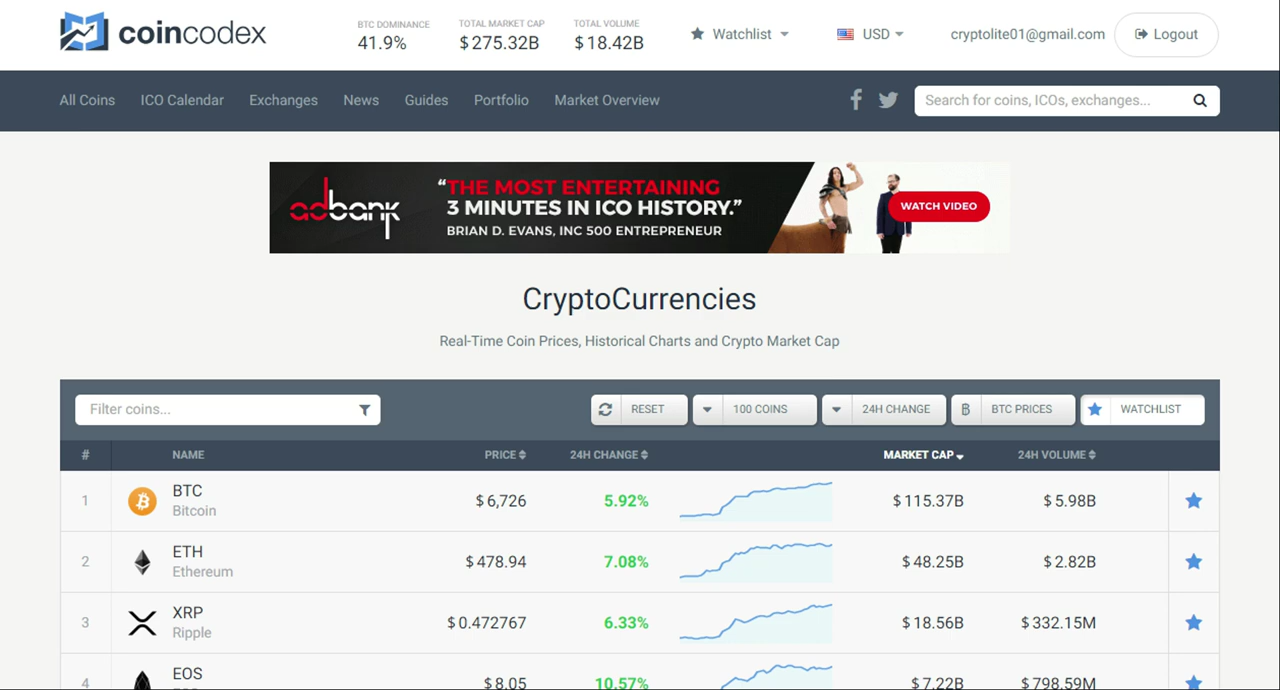 coincodex
BTC DOMINANCE
41.9%
TOTAL MARKET CAP
$275.32B
TOTAL VOLUME
$18.42B
Watchlist
USD
cryptolite01@gmail.com
Logout
All Coins ICO Calendar Exchanges News Guides Portfolio Market Overview
Search for coins, ICOs, exchanges...
adbank
“THE MOST ENTERTAINING
3 MINUTES IN ICO HISTORY.”
BRIAN D. EVANS, INC 500 ENTREPRENEUR
WATCH VIDEO
CryptoCurrencies
Real-Time Coin Prices, Historical Charts and Crypto Market Cap
Filter coins...
RESET 100 COINS 24H CHANGE BTC PRICES WATCHLIST
# NAME PRICE 24H CHANGE MARKET CAP 24H VOLUME
1 BTC $6,726 5.92% $115.37B $5.98B
Bitcoin
2 ETH $478.94 7.08% $48.25B $2.82B
Ethereum
3 XRP $0.472767 6.33% $18.56B $332.15M
Ripple
4 EOS $8.05 10.57% $7.22B $798.59M